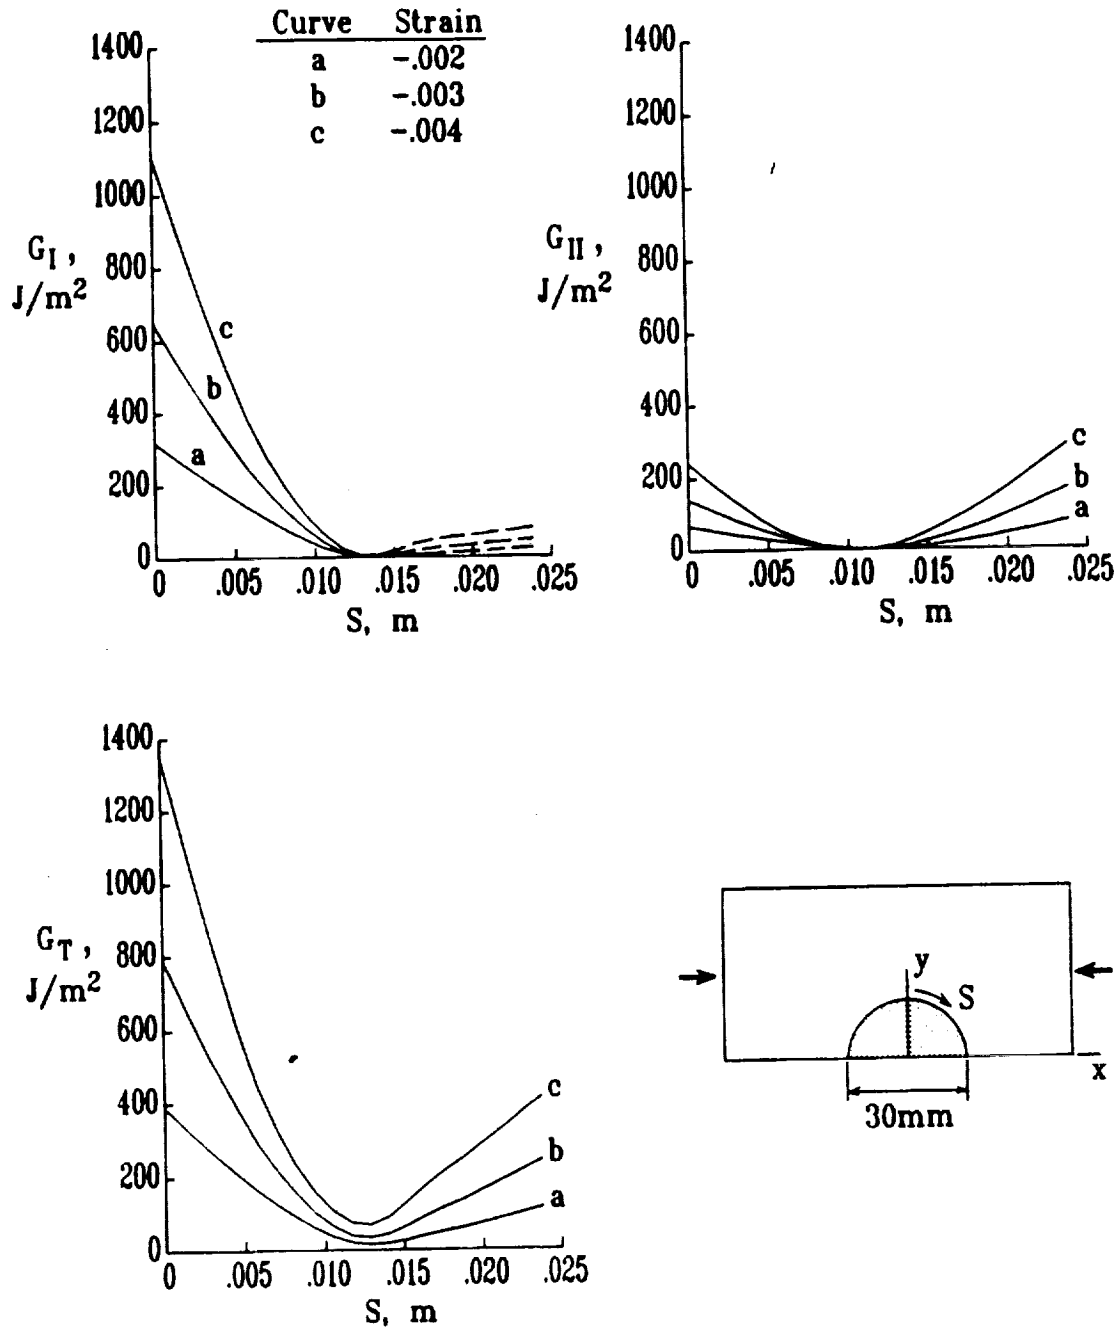 Curve Strain
a -.002
b -.003
c -.004
1400
1200
1000
800
600
400
200
0
G_I ,
J/m²
c
b
a
0 .005 .010 .015 .020 .025
S, m
1400
1200
1000
800
600
400
200
0
G_II ,
J/m²
c
b
a
0 .005 .010 .015 .020 .025
S, m
1400
1200
1000
800
600
400
200
0
G_T ,
J/m²
c
b
a
0 .005 .010 .015 .020 .025
S, m
y
S
x
30mm